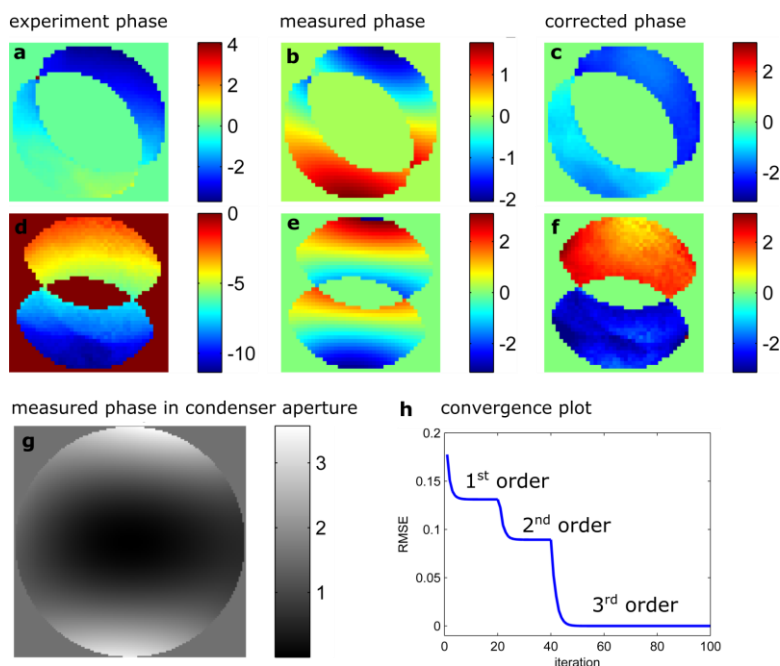 experiment phase measured phase corrected phase
a b c
4 2 0 -2
1 0 -1 -2
2 0 -2
d e f
0 -5 -10
2 0 -2
2 0 -2
measured phase in condenser aperture
g
3 2 1
h convergence plot
0.2
0.15
0.1
0.05
0
RMSE
1st order
2nd order
3rd order
0 20 40 60 80 100
iteration